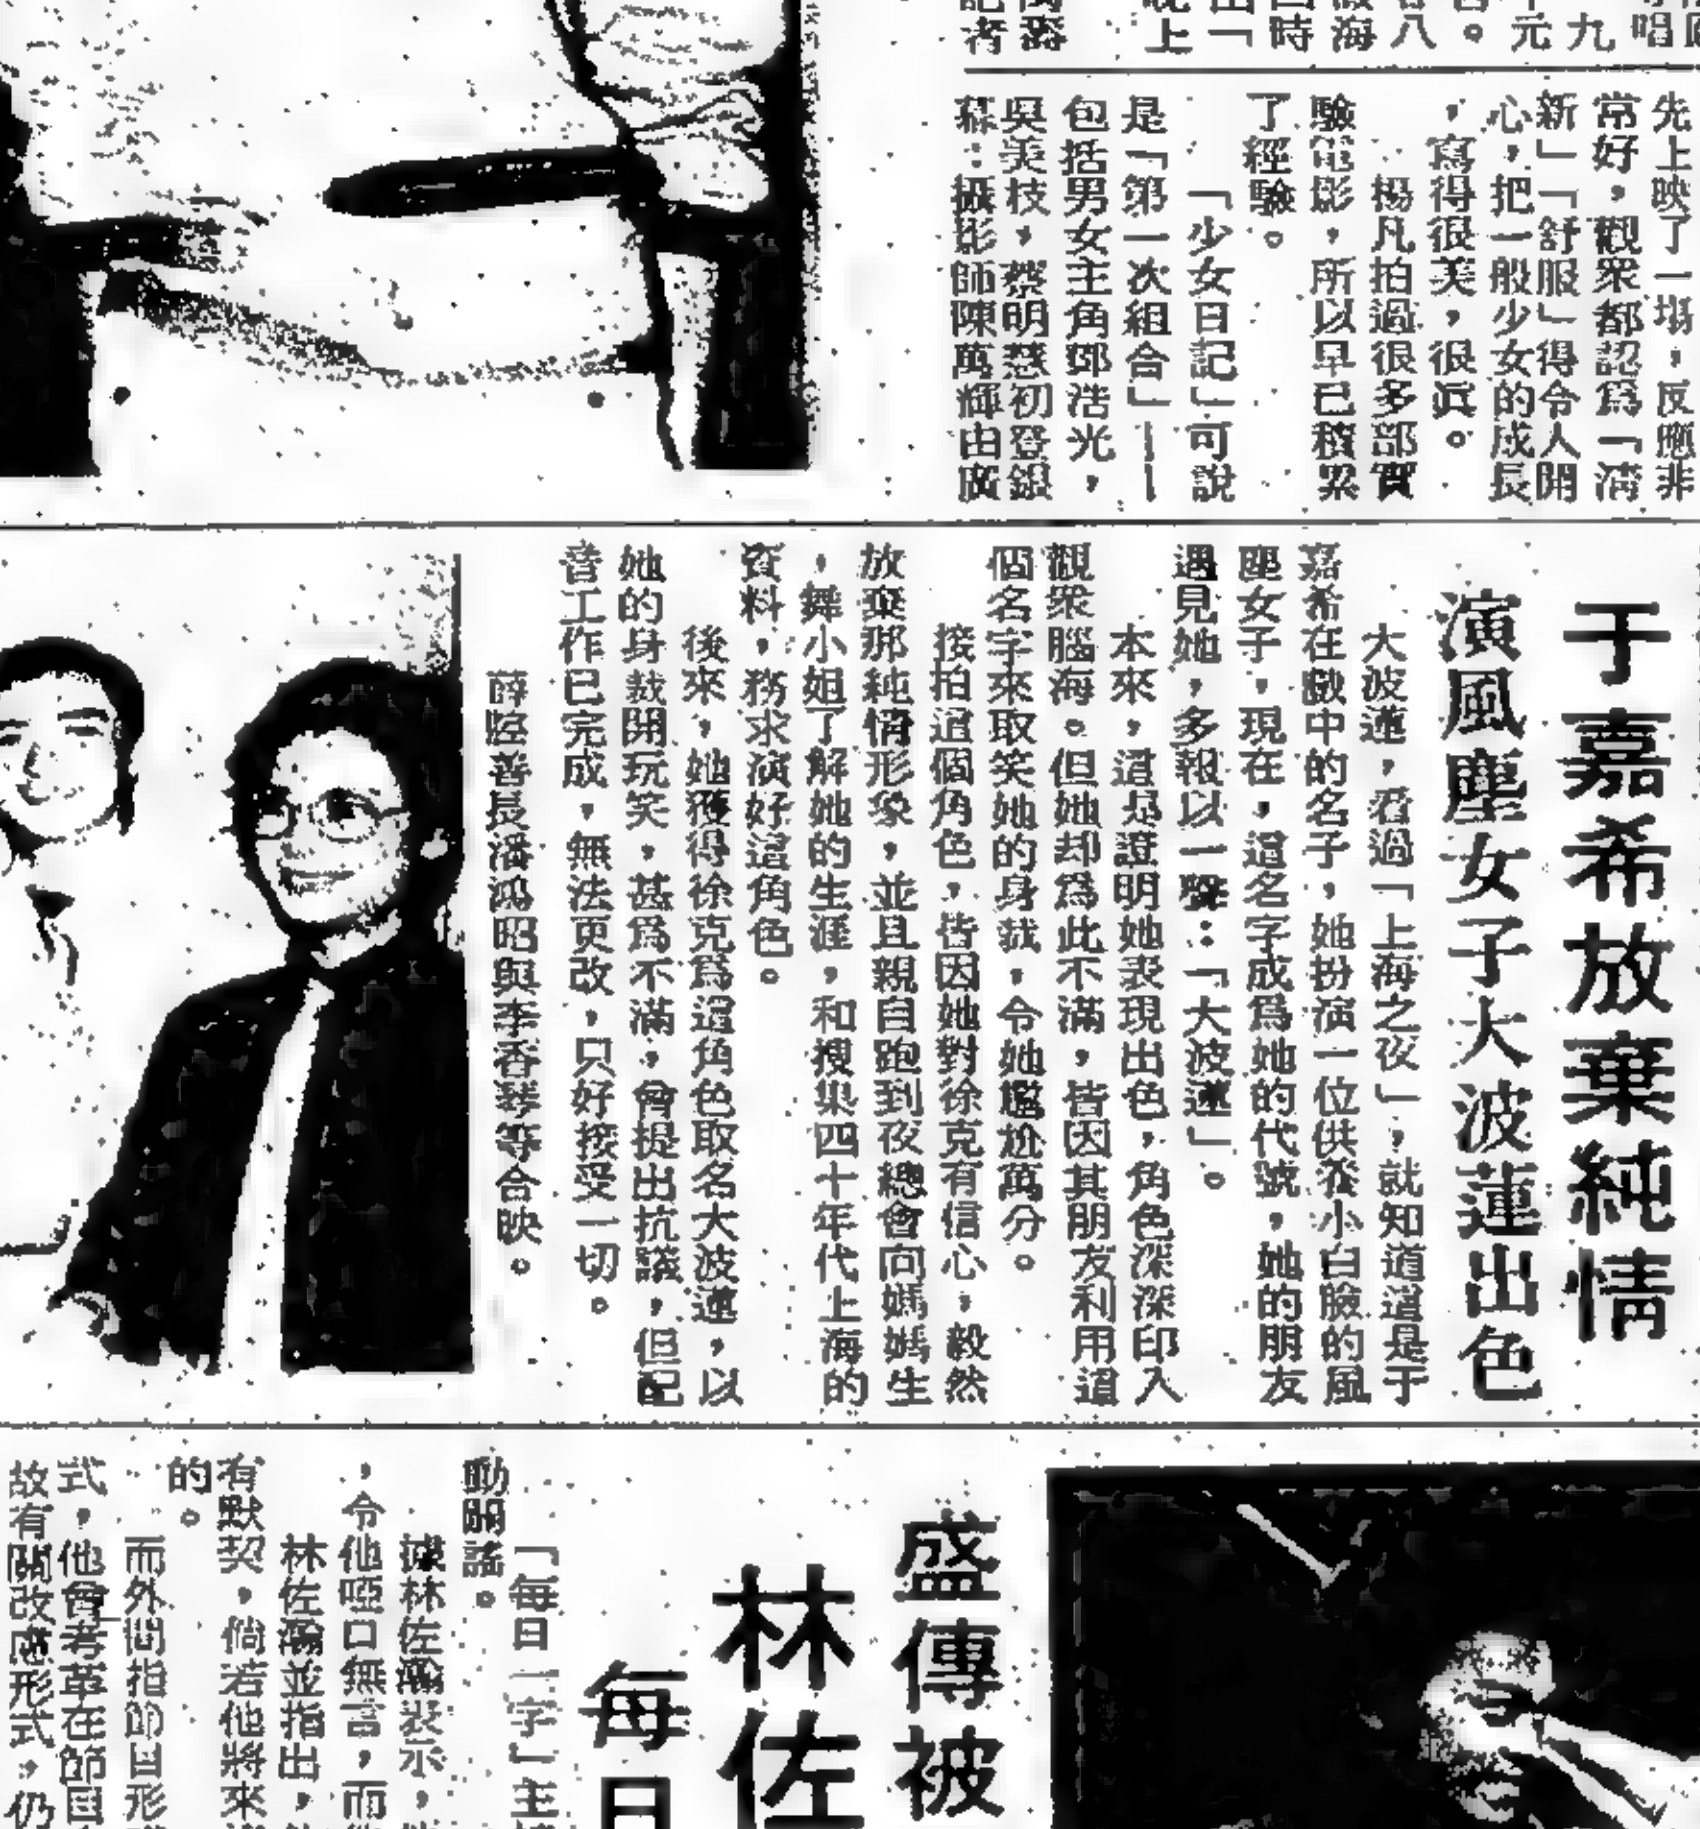 先上映了一場，反應非
常好，觀眾都認爲「清
新」「舒服」得令人開
心，把一般少女的成長
，寫得很美，很眞。
楊凡拍過很多部實
驗電影，所以早已積累
了經驗。
「少女日記」可說
是「第一次組合」——
包括男女主角鄭浩光，
吳美枝，蔡明慧初登銀
幕；攝影師陳萬輝由廣
于嘉希放棄純情
演風塵女子大波蓮出色
大波蓮，看過「上海之夜」，就知道這是于
嘉希在戲中的名子，她扮演一位供養小白臉的風
塵女子，現在，這名字成爲她的代號，她的朋友
遇見她，多報以一聲：「大波蓮」。
本來，這是證明她表現出色，角色深深印入
觀眾腦海。但她却爲此不滿，皆因其朋友利用這
個名字來取笑她的身裁，令她尷尬萬分。
接拍這個角色，皆因她對徐克有信心，毅然
放棄那純情形象，並且親自跑到夜總會向媽媽生
，舞小姐了解她的生涯，和搜集四十年代上海的
資料，務求演好這角色。
後來，她獲得徐克爲這角色取名大波蓮，以
她的身裁開玩笑，甚爲不滿，曾提出抗議，但配
音工作已完成，無法更改，只好接受一切。
薛陸善長潘鴻昭與李香琴等合映。
盛傳被
林佐
每日
「每日一字」主
動闢謠。
據林佐瀚表示，
，令他啞口無言，而
林佐瀚並指出，
有默契，倘若他將來
的。
而外間指節目形
式，他曾考革在節目
故有關改應形式，仍